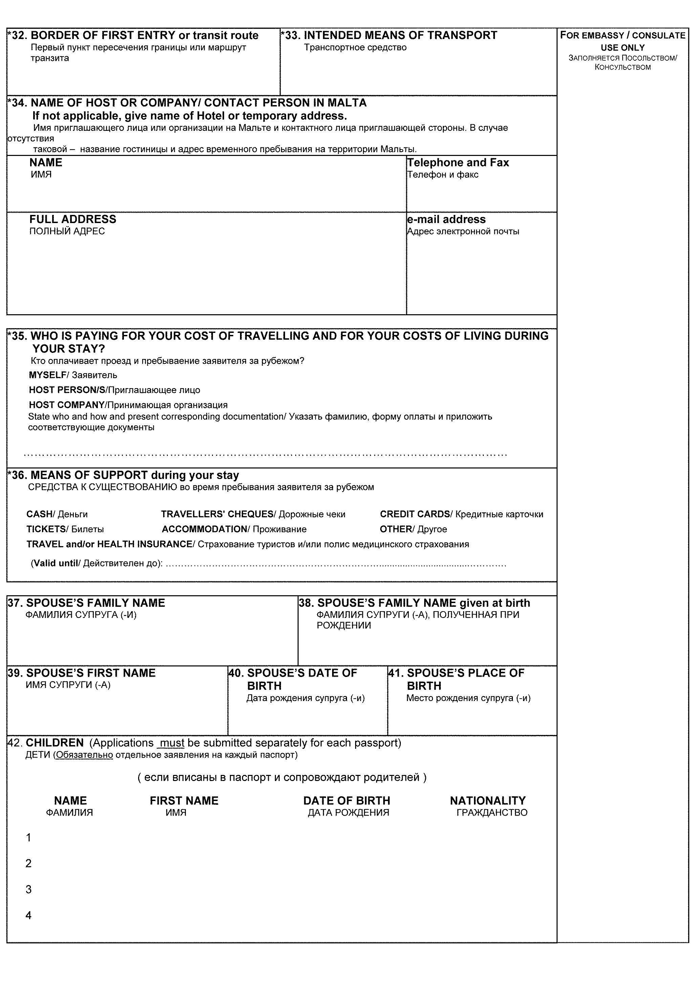 *32. BORDER OF FIRST ENTRY or transit route
Первый пункт пересечения границы или маршрут
транзита
*33. INTENDED MEANS OF TRANSPORT
Транспортное средство
FOR EMBASSY / CONSULATE
USE ONLY
ЗАПОЛНЯЕТСЯ ПОСОЛЬСТВОМ/
КОНСУЛЬСТВОМ
*34. NAME OF HOST OR COMPANY/ CONTACT PERSON IN MALTA
If not applicable, give name of Hotel or temporary address.
Имя приглашающего лица или организации на Мальте и контактного лица приглашающей стороны. В случае
отсутствия
таковой – название гостиницы и адрес временного пребывания на территории Мальты.
NAME
ИМЯ
Telephone and Fax
Телефон и факс
FULL ADDRESS
ПОЛНЫЙ АДРЕС
e-mail address
Адрес электронной почты
*35. WHO IS PAYING FOR YOUR COST OF TRAVELLING AND FOR YOUR COSTS OF LIVING DURING
YOUR STAY?
Кто оплачивает проезд и пребываение заявителя за рубежом?
MYSELF/ Заявитель
HOST PERSON/S/Приглашающее лицо
HOST COMPANY/Принимающая организация
State who and how and present corresponding documentation/ Указать фамилию, форму оплаты и приложить
соответствующие документы
................................................................................
*36. MEANS OF SUPPORT during your stay
СРЕДСТВА К СУЩЕСТВОВАНИЮ во время пребывания заявителя за рубежом
CASH/ Деньги TRAVELLERS' CHEQUES/ Дорожные чеки CREDIT CARDS/ Кредитные карточки
TICKETS/ Билеты ACCOMMODATION/ Проживание OTHER/ Другое
TRAVEL and/or HEALTH INSURANCE/ Страхование туристов и/или полис медицинского страхования
(Valid until/ Действителен до): ................................................................................
37. SPOUSE’S FAMILY NAME
ФАМИЛИЯ СУПРУГА (-И)
38. SPOUSE’S FAMILY NAME given at birth
ФАМИЛИЯ СУПРУГИ (-А), ПОЛУЧЕННАЯ ПРИ
РОЖДЕНИИ
39. SPOUSE’S FIRST NAME
ИМЯ СУПРУГИ (-А)
40. SPOUSE’S DATE OF
BIRTH
Дата рождения супруга (-и)
41. SPOUSE’S PLACE OF
BIRTH
Место рождения супруга (-и)
42. CHILDREN (Applications must be submitted separately for each passport)
ДЕТИ (Обязательно отдельное заявления на каждый паспорт)
( если вписаны в паспорт и сопровождают родителей )
NAME FIRST NAME DATE OF BIRTH NATIONALITY
ФАМИЛИЯ ИМЯ ДАТА РОЖДЕНИЯ ГРАЖДАНСТВО
1
2
3
4